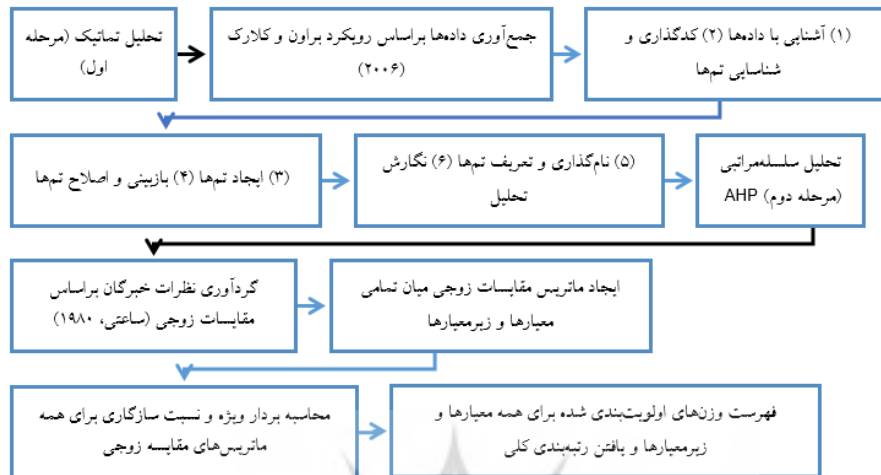 تحلیل تماتیک (مرحله
اول)
جمع‌آوری داده‌ها براساس رویکرد براون و کلارک
(۲۰۰۶)
(۱) آشنایی با داده‌ها (۲) کدگذاری و
شناسایی تم‌ها
(۳) ایجاد تم‌ها (۴) بازبینی و اصلاح تم‌ها
(۵) نام‌گذاری و تعریف تم‌ها (۶) نگارش
تحلیل
تحلیل سلسله‌مراتبی
(مرحله دوم) AHP
گردآوری نظرات خبرگان براساس
مقایسات زوجی (ساعتی، ۱۹۸۰)
ایجاد ماتریس مقایسات زوجی میان تمامی
معیارها و زیرمعیارها
محاسبه بردار ویژه و نسبت سازگاری برای همه
ماتریس‌های مقایسه زوجی
فهرست وزن‌های اولویت‌بندی شده برای همه معیارها و
زیرمعیارها و یافتن رتبه‌بندی کلی